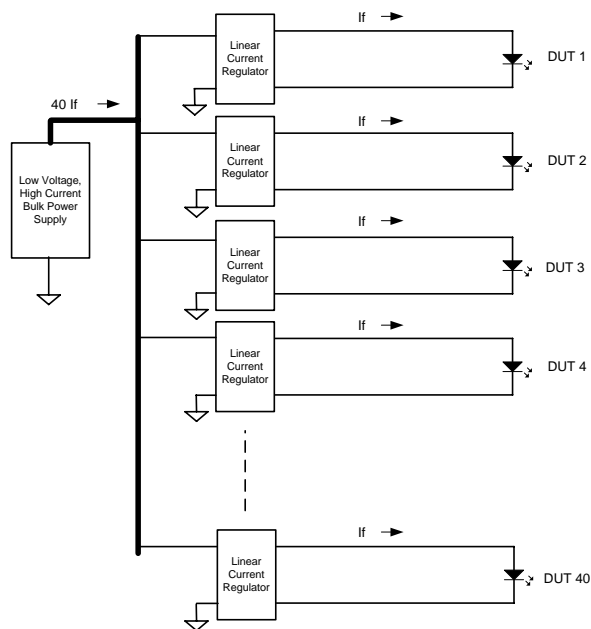 If
Linear
Current
Regulator
DUT 1
40 If
If
Linear
Current
Regulator
DUT 2
Low Voltage,
High Current
Bulk Power
Supply
If
Linear
Current
Regulator
DUT 3
If
Linear
Current
Regulator
DUT 4
If
Linear
Current
Regulator
DUT 40